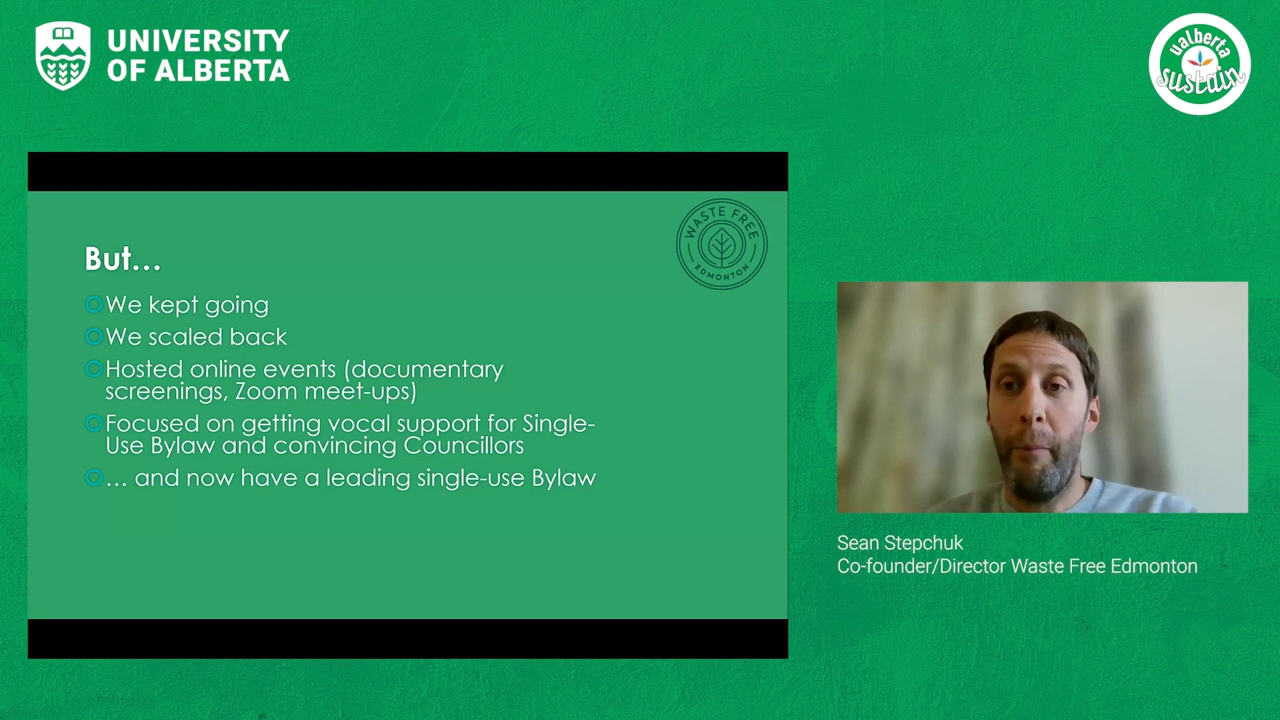 UNIVERSITY
OF ALBERTA
ualberta
sustain
WASTE FREE
EDMONTON
But...
We kept going
We scaled back
Hosted online events (documentary
screenings, Zoom meet-ups)
Focused on getting vocal support for Single-
Use Bylaw and convincing Councillors
... and now have a leading single-use Bylaw
Sean Stepchuk
Co-founder/Director Waste Free Edmonton